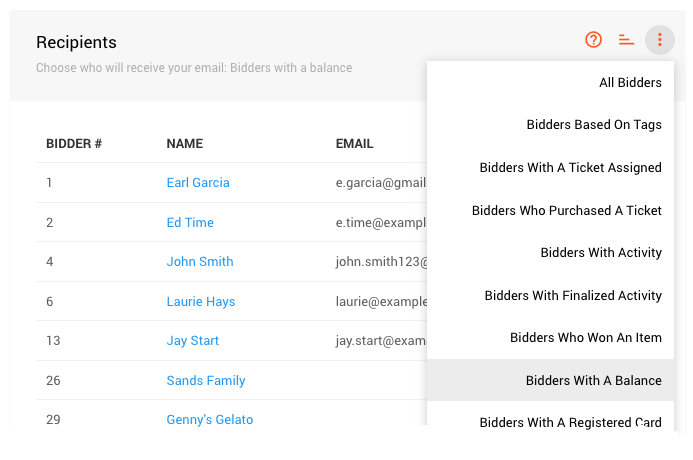 Recipients
Choose who will receive your email: Bidders with a balance
All Bidders
Bidders Based On Tags
Bidders With A Ticket Assigned
Bidders Who Purchased A Ticket
Bidders With Activity
Bidders With Finalized Activity
Bidders Who Won An Item
Bidders With A Balance
Bidders With A Registered Card
BIDDER # NAME EMAIL
1 Earl Garcia e.garcia@gmail
2 Ed Time e.time@example
4 John Smith john.smith123@
6 Laurie Hays laurie@example
13 Jay Start jay.start@exam
26 Sands Family
29 Genny's Gelato